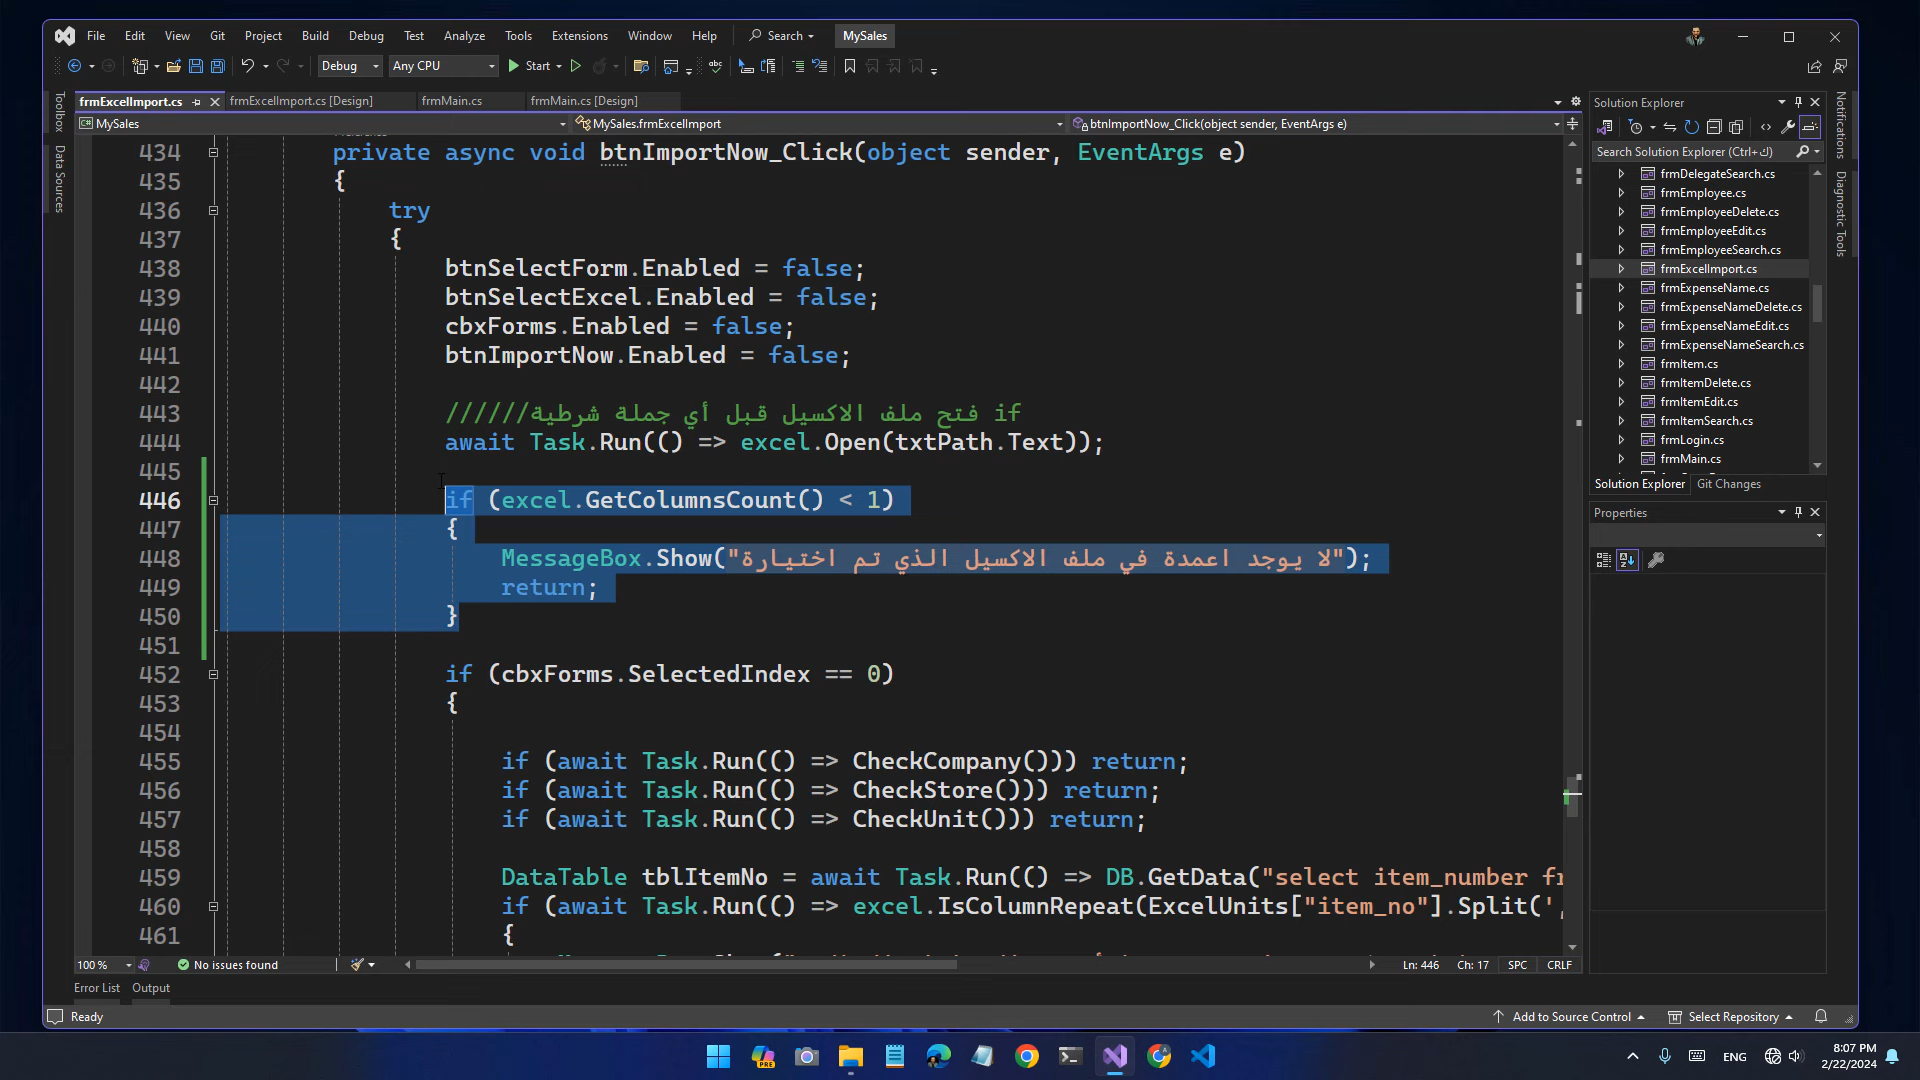 File Edit View Git Project Build Debug Test Analyze Tools Extensions Window Help Search MySales
Debug Any CPU Start
frmExcelImport.cs frmExcelImport.cs [Design] frmMain.cs frmMain.cs [Design]
MySales MySales.frmExcelImport btnImportNow_Click(object sender, EventArgs e)
434 private async void btnImportNow_Click(object sender, EventArgs e)
435 {
436 try
437 {
438 btnSelectForm.Enabled = false;
439 btnSelectExcel.Enabled = false;
440 cbxForms.Enabled = false;
441 btnImportNow.Enabled = false;
442
443 //////فتح ملف الاكسيل قبل أي جملة شرطية if
444 await Task.Run(() => excel.Open(txtPath.Text));
445
446 if (excel.GetColumnsCount() < 1)
447 {
448 MessageBox.Show("لا يوجد اعمدة في ملف الاكسيل الذي تم اختيارة");
449 return;
450 }
451
452 if (cbxForms.SelectedIndex == 0)
453 {
454
455 if (await Task.Run(() => CheckCompany())) return;
456 if (await Task.Run(() => CheckStore())) return;
457 if (await Task.Run(() => CheckUnit())) return;
458
459 DataTable tblItemNo = await Task.Run(() => DB.GetData("select item_number fr
460 if (await Task.Run(() => excel.IsColumnRepeat(ExcelUnits["item_no"].Split(',
461 {
100 % No issues found Ln: 446 Ch: 17 SPC CRLF
Error List Output
Ready Add to Source Control Select Repository
Toolbox
Data Sources
Solution Explorer
Search Solution Explorer (Ctrl+؛)
frmDelegateSearch.cs
frmEmployee.cs
frmEmployeeDelete.cs
frmEmployeeEdit.cs
frmEmployeeSearch.cs
frmExcelImport.cs
frmExpenseName.cs
frmExpenseNameDelete.cs
frmExpenseNameEdit.cs
frmExpenseNameSearch.cs
frmItem.cs
frmItemDelete.cs
frmItemEdit.cs
frmItemSearch.cs
frmLogin.cs
frmMain.cs
Solution Explorer Git Changes
Properties
Notifications
Diagnostic Tools
PRE
ENG
8:07 PM
2/22/2024